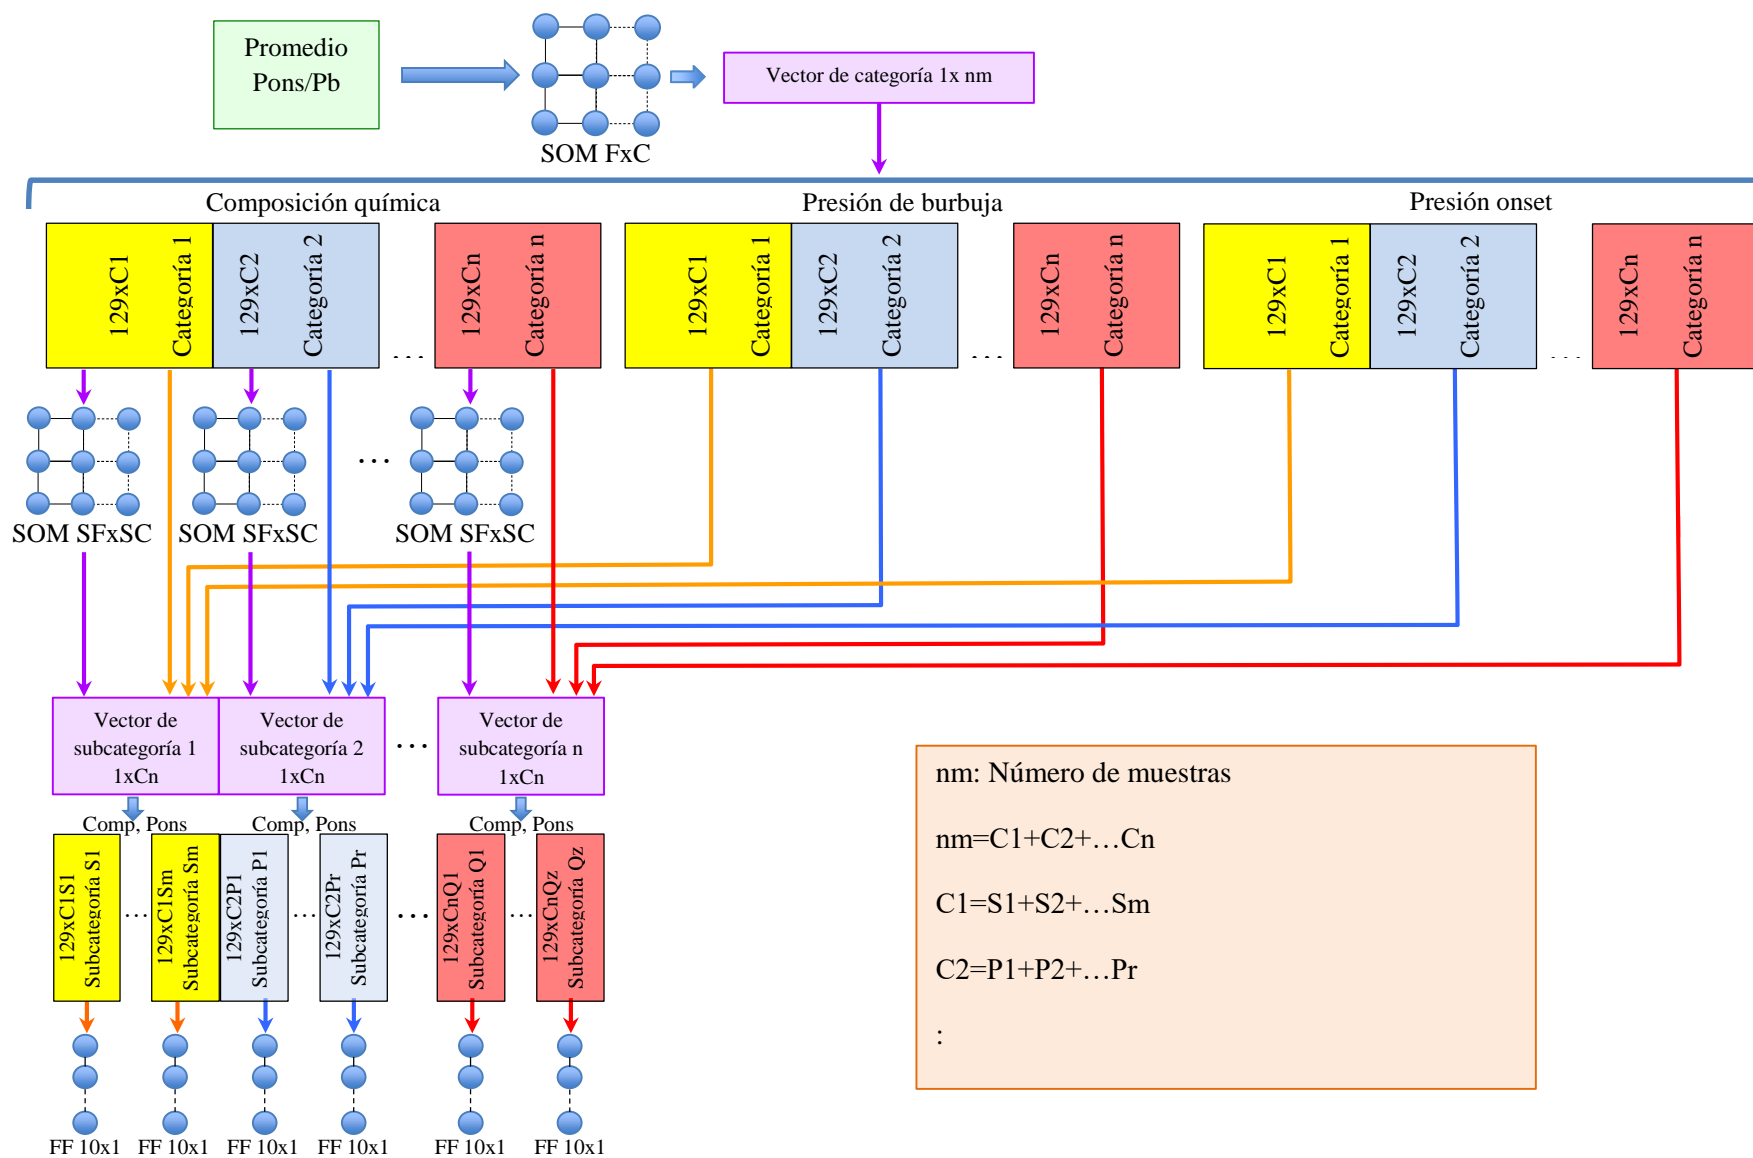 Promedio
Pons/Pb
Vector de categoría 1x nm
SOM FxC
Composición química
Presión de burbuja
Presión onset
129xC1
Categoría 1
129xC2
Categoría 2
...
129xCn
Categoría n
129xC1
Categoría 1
129xC2
Categoría 2
...
129xCn
Categoría n
129xC1
Categoría 1
129xC2
Categoría 2
...
129xCn
Categoría n
...
SOM SFxSC
SOM SFxSC
SOM SFxSC
Vector de
subcategoría 1
1xCn
Vector de
subcategoría 2
1xCn
...
Vector de
subcategoría n
1xCn
Comp, Pons
Comp, Pons
Comp, Pons
129xC1S1
Subcategoría S1
...
129xC1Sm
Subcategoría Sm
129xC2P1
Subcategoría P1
...
129xC2Pr
Subcategoría Pr
...
129xCnQ1
Subcategoría Q1
...
129xCnQz
Subcategoría Qz
FF 10x1
FF 10x1
FF 10x1
FF 10x1
FF 10x1
FF 10x1
nm: Número de muestras
nm=C1+C2+…Cn
C1=S1+S2+…Sm
C2=P1+P2+…Pr
: